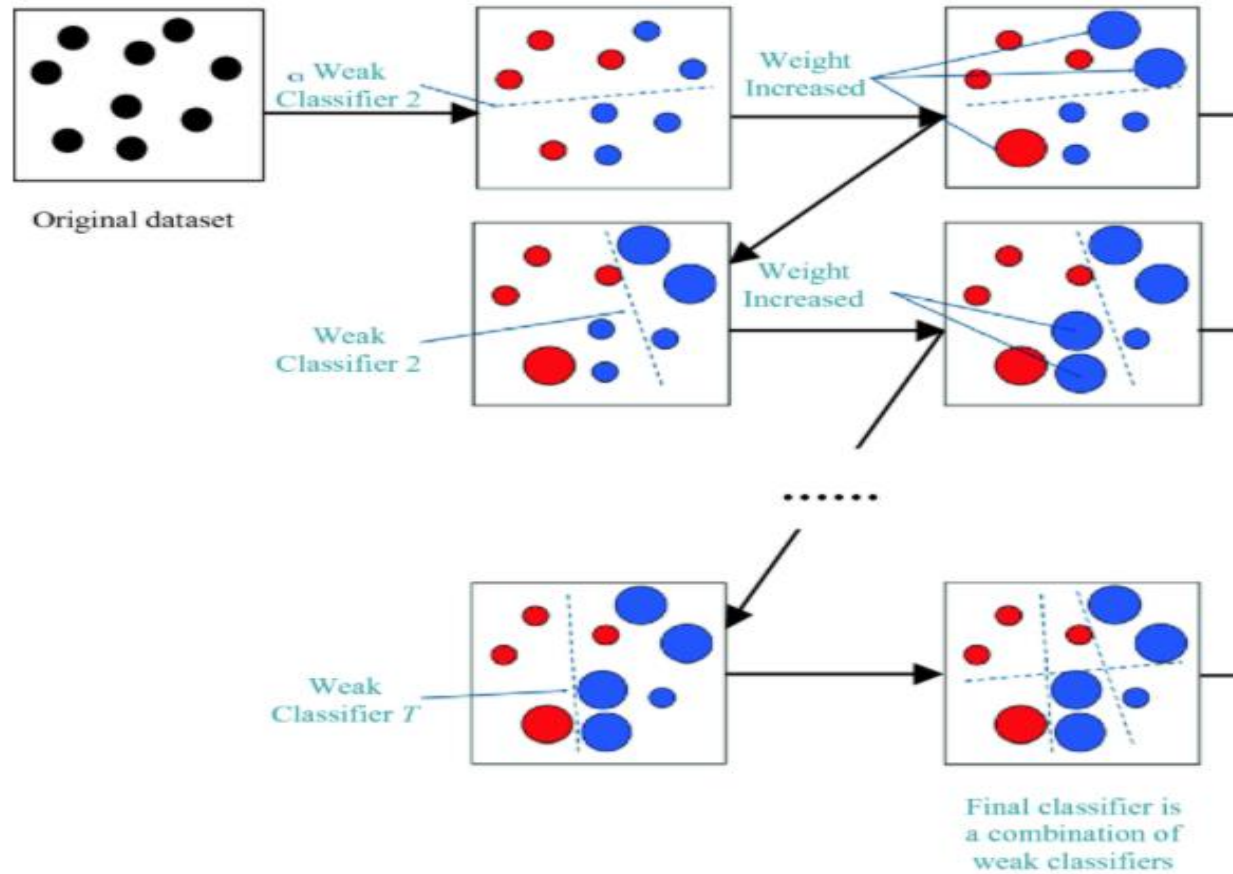 α Weak
Classifier 2
Weight
Increased
Original dataset
Weak
Classifier 2
Weight
Increased
......
Weak
Classifier T
Final classifier is
a combination of
weak classifiers